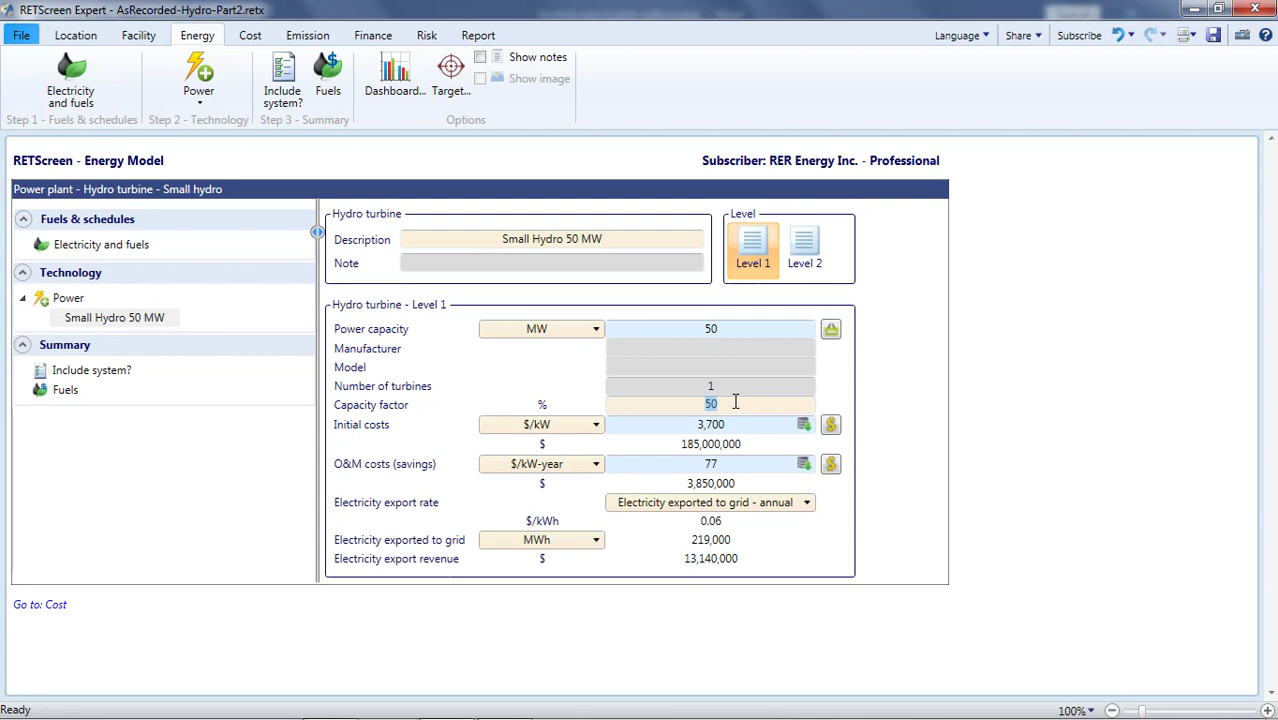 RETScreen Expert - AsRecorded-Hydro-Part2.retx
File Location Facility Energy Cost Emission Finance Risk Report Language Share Subscribe
Electricity and fuels
Power
Include system?
Fuels
Dashboard...
Target...
Show notes
Show image
Step 1 - Fuels & schedules Step 2 - Technology Step 3 - Summary Options
RETScreen - Energy Model Subscriber: RER Energy Inc. - Professional
Power plant - Hydro turbine - Small hydro
Fuels & schedules
Electricity and fuels
Technology
Power
Small Hydro 50 MW
Summary
Include system?
Fuels
Hydro turbine
Description Small Hydro 50 MW
Note
Level
Level 1 Level 2
Hydro turbine - Level 1
Power capacity MW 50
Manufacturer
Model
Number of turbines 1
Capacity factor % 50
Initial costs $/kW 3,700
$ 185,000,000
O&M costs (savings) $/kW-year 77
$ 3,850,000
Electricity export rate Electricity exported to grid - annual
$/kWh 0.06
Electricity exported to grid MWh 219,000
Electricity export revenue $ 13,140,000
Go to: Cost
Ready 100%